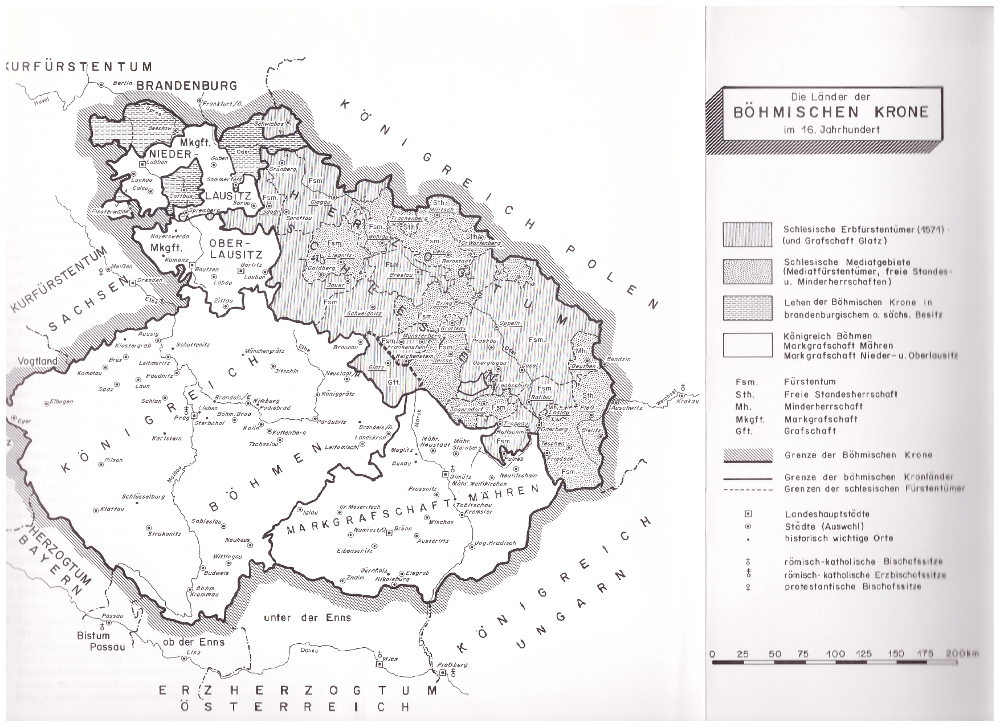 KURFÜRSTENTUM
BRANDENBURG
Berlin
Havel
Frankfurt/O.
Spree
Beeskow
Schwiebus
Mkgft.
NIEDER-
LAUSITZ
Lübben
Guben
Oder
Luckau
Calau
Cottbus
Sommerfeld
Sorau
Finsterwalde
Spremberg
Grünberg
Fsm.
Glogau
Fsm.
Sagan
Sprottau
KÖNIGREICH POLEN
HERZOGTUM
SCHLESIEN
Hoyerswerda
Mkgft.
OBER-
LAUSITZ
Kamenz
Bautzen
Görlitz
Löbau
Lauban
Zittau
KURFÜRSTENTUM
SACHSEN
Meißen
Dresden
Elbe
Sth.
Militsch
Trachenberg
Sth.
Fsm.
Wohlau
Fsm.
Liegnitz
Goldberg
Jauer
Fsm.
Oels
Sth.
Gr.Wartenberg
Bernstadt
Fsm.
Breslau
Fsm.
Schweidnitz
Brieg
Fsm.
Grottkau
Münsterberg
Fsm.
Frankenstein
Reichenstein
Fsm.
Neisse
Oppeln
Proskau
Oder
Fsm.
Oberglogau
Cosel
Leobschütz
Fsm.
Ratibor
Mh.
Beuthen
Bendzin
Sth.
Pleß
Mh.
Loslau
Jägerndorf
Fsm.
Troppau
Hultschin
Fsm.
Oderberg
Bielitz
Teschen
Friedeck
Fsm.
Auschwitz
Weichsel
Krakau
Glatz
Gft.
Vogtland
KÖNIGREICH
BÖHMEN
Aussig
Klostergrab
Schüttenitz
Brüx
Leitmeritz
Komotau
Raudnitz
Saaz
Laun
Schlan
Elbogen
Eger
Münchengrätz
Jitschin
Elbe
Braunau
Neustadt/M.
Königgrätz
Brandeis/E.
Nimburg
Lieben
Podiebrad
Prag
Böhm. Brod
Sterbohol
Kolin
Kuttenberg
Karlstein
Tschaslau
Pardubitz
Brandeis/A.
Landskron
Leitomischl
Pilsen
Moldau
Schlüsselburg
Klattau
Strakonitz
Sobieslau
Neuhaus
Wittingau
Budweis
Böhm.
Krummau
March
Mähr.
Neustadt
Mähr.
Sternberg
Müglitz
Busau
Fulnek
Neutitschein
Olmütz
Mähr. Weißkirchen
Prossnitz
MARKGRAFSCHAFT MÄHREN
Iglau
Gr. Meseritsch
Tobitschau
Kremsier
Wischau
Namiest/O.
Brünn
Austerlitz
Eibenschitz
Ung. Hradisch
Dürnholz
Eisgrub
Znaim
Nikolsburg
HERZOGTUM
BAYERN
Passau
Bistum
Passau
ob der Enns
unter der Enns
Linz
Donau
Wien
Preßburg
ERZHERZOGTUM
ÖSTERREICH
KÖNIGREICH
UNGARN
Die Länder der
BÖHMISCHEN KRONE
im 16. Jahrhundert
Schlesische Erbfürstentümer (1571)
(und Grafschaft Glatz)
Schlesische Mediatgebiete
(Mediatfürstentümer, freie Standes-
u. Minderherrschaften)
Lehen der Böhmischen Krone in
brandenburgischem o. sächs. Besitz
Königreich Böhmen
Markgrafschaft Mähren
Markgrafschaft Nieder- u. Oberlausitz
Fsm. Fürstentum
Sth. Freie Standesherrschaft
Mh. Minderherrschaft
Mkgft. Markgrafschaft
Gft. Grafschaft
Grenze der Böhmischen Krone
Grenze der böhmischen Kronländer
Grenzen der schlesischen Fürstentümer
Landeshauptstädte
Städte (Auswahl)
historisch wichtige Orte
römisch-katholische Bischofssitze
römisch-katholische Erzbischofssitze
protestantische Bischofssitze
0 25 50 75 100 125 150 175 200km